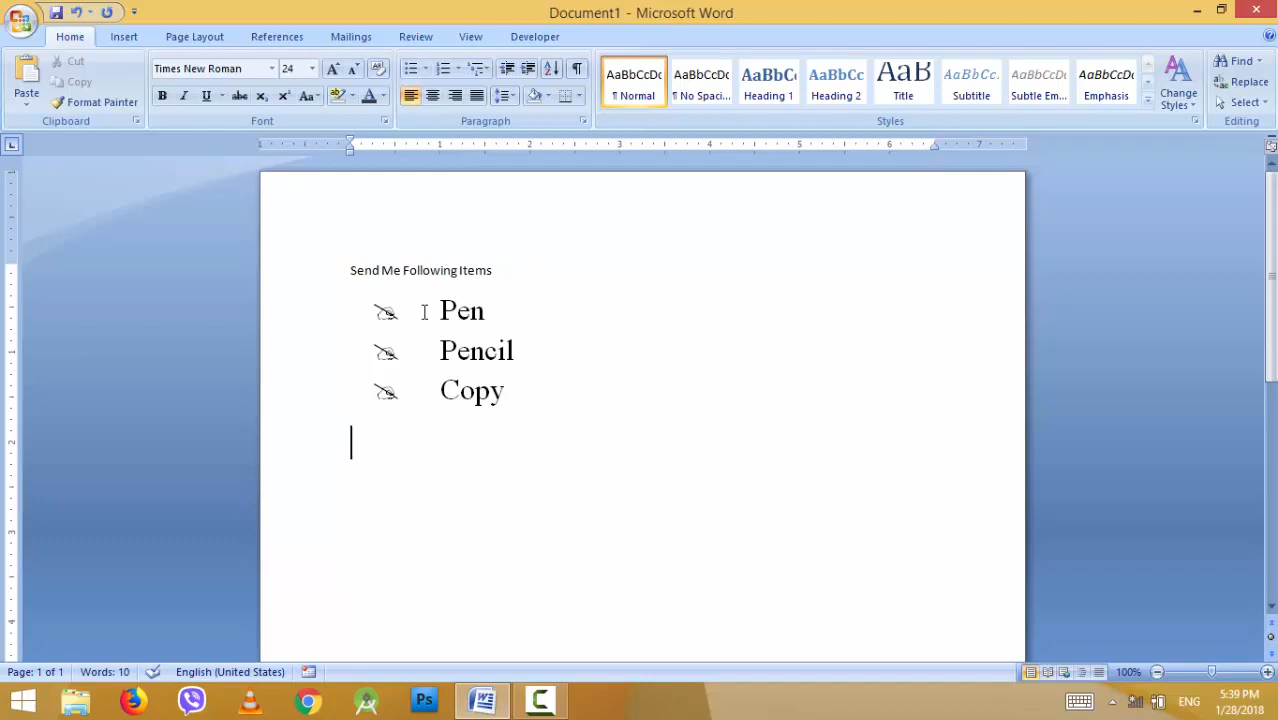 Document1 - Microsoft Word
Home Insert Page Layout References Mailings Review View Developer
Cut
Copy
Format Painter
Paste
Clipboard
Times New Roman 24
Font
Paragraph
AaBbCcDc AaBbCcDc AaBbCc AaBbCc AaB AaBbCc. AaBbCcDc AaBbCcDc
¶ Normal ¶ No Spaci... Heading 1 Heading 2 Title Subtitle Subtle Em... Emphasis
Change Styles
Styles
Find
Replace
Select
Editing
Send Me Following Items
Pen
Pencil
Copy
Page: 1 of 1 Words: 10 English (United States) 100%
Ps
ENG
5:39 PM
1/28/2018